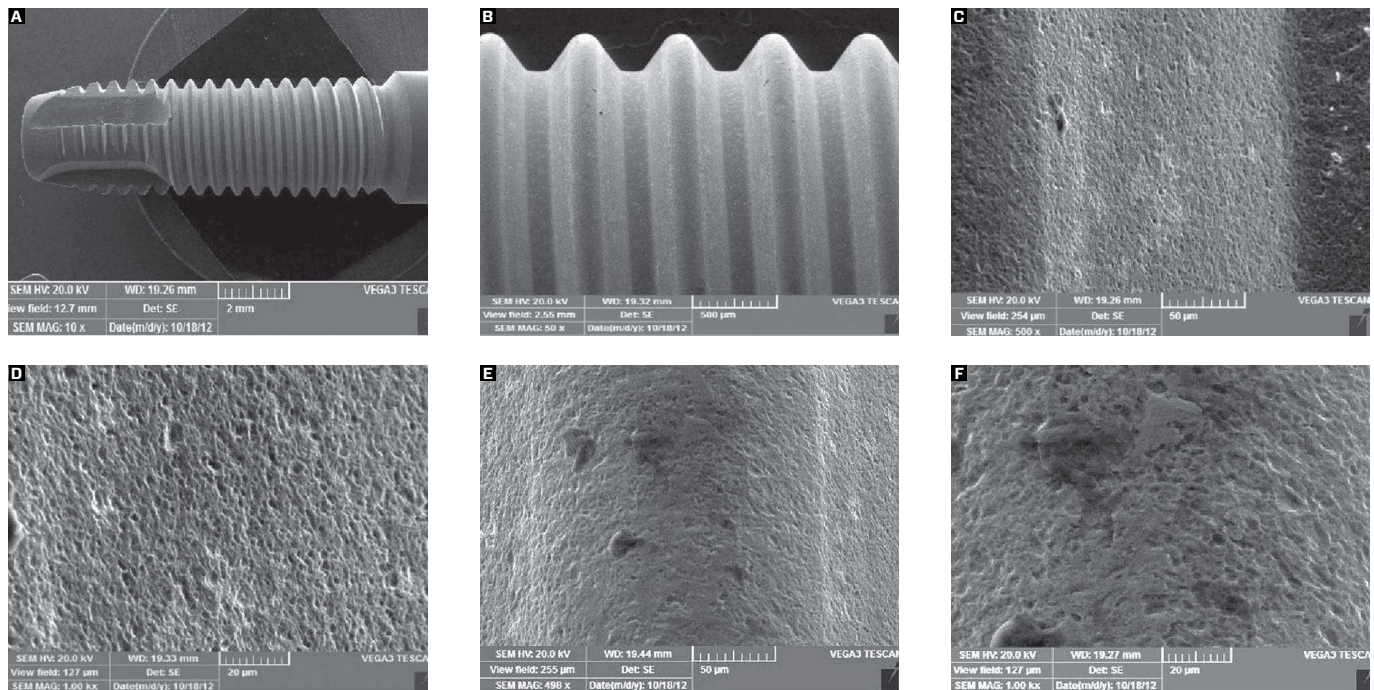 A
SEM HV: 20.0 kV WD: 19.26 mm VEGA3 TESCA
iew field: 12.7 mm Det: SE 2 mm
SEM MAG: 10 x Date(m/d/y): 10/18/12
B
SEM HV: 20.0 kV WD: 19.32 mm VEGA3 TESCA
View field: 2.55 mm Det: SE 500 µm
SEM MAG: 50 x Date(m/d/y): 10/18/12
C
SEM HV: 20.0 kV WD: 19.26 mm VEGA3 TESCAN
View field: 254 µm Det: SE 50 µm
SEM MAG: 500 x Date(m/d/y): 10/18/12
D
SEM HV: 20.0 kV WD: 19.33 mm VEGA3 TESCA
View field: 127 µm Det: SE 20 µm
SEM MAG: 1.00 kx Date(m/d/y): 10/18/12
E
SEM HV: 20.0 kV WD: 19.44 mm VEGA3 TESCAN
View field: 255 µm Det: SE 50 µm
SEM MAG: 498 x Date(m/d/y): 10/18/12
F
SEM HV: 20.0 kV WD: 19.27 mm VEGA3 TESCA
View field: 127 µm Det: SE 20 µm
SEM MAG: 1.00 kx Date(m/d/y): 10/18/12